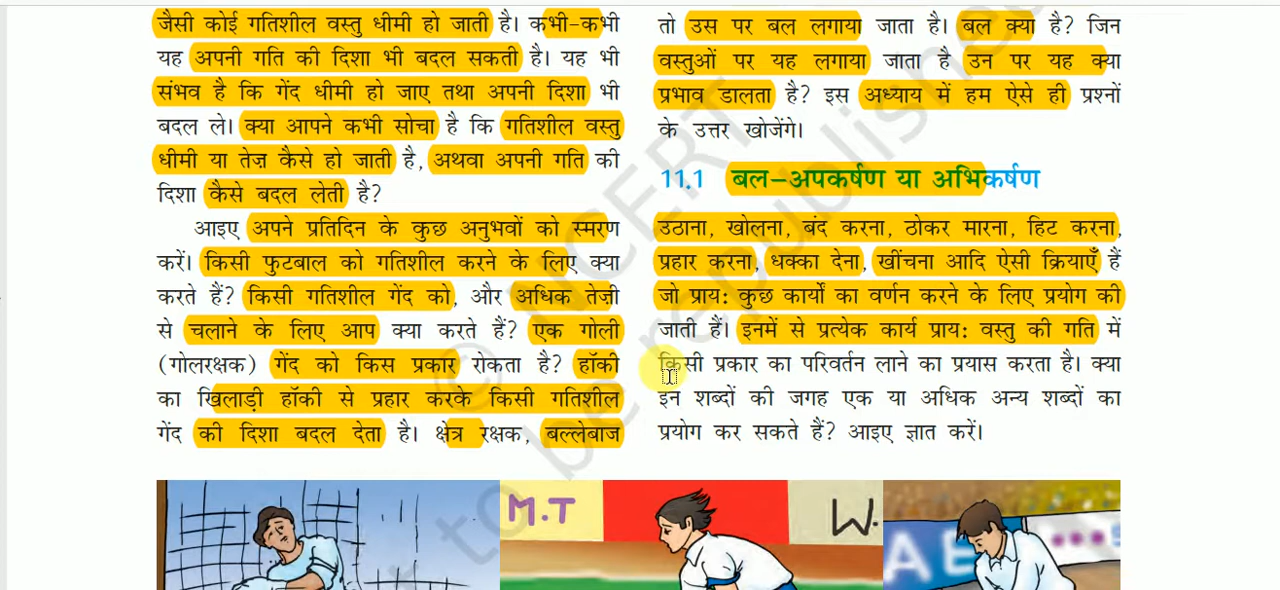 जैसी कोई गतिशील वस्तु धीमी हो जाती है। कभी-कभी
यह अपनी गति की दिशा भी बदल सकती है। यह भी
संभव है कि गेंद धीमी हो जाए तथा अपनी दिशा भी
बदल ले। क्या आपने कभी सोचा है कि गतिशील वस्तु
धीमी या तेज़ कैसे हो जाती है, अथवा अपनी गति की
दिशा कैसे बदल लेती है?
आइए अपने प्रतिदिन के कुछ अनुभवों को स्मरण
करें। किसी फुटबाल को गतिशील करने के लिए क्या
करते हैं? किसी गतिशील गेंद को, और अधिक तेज़ी
से चलाने के लिए आप क्या करते हैं? एक गोली
(गोलरक्षक) गेंद को किस प्रकार रोकता है? हॉकी
का खिलाड़ी हॉकी से प्रहार करके किसी गतिशील
गेंद की दिशा बदल देता है। क्षेत्र रक्षक, बल्लेबाज
तो उस पर बल लगाया जाता है। बल क्या है? जिन
वस्तुओं पर यह लगाया जाता है उन पर यह क्या
प्रभाव डालता है? इस अध्याय में हम ऐसे ही प्रश्नों
के उत्तर खोजेंगे।
11.1 बल-अपकर्षण या अभिकर्षण
उठाना, खोलना, बंद करना, ठोकर मारना, हिट करना,
प्रहार करना, धक्का देना, खींचना आदि ऐसी क्रियाएँ हैं
जो प्राय: कुछ कार्यों का वर्णन करने के लिए प्रयोग की
जाती हैं। इनमें से प्रत्येक कार्य प्राय: वस्तु की गति में
किसी प्रकार का परिवर्तन लाने का प्रयास करता है। क्या
इन शब्दों की जगह एक या अधिक अन्य शब्दों का
प्रयोग कर सकते हैं? आइए ज्ञात करें।
© NCERT
to be republished
M.T
W.
AE